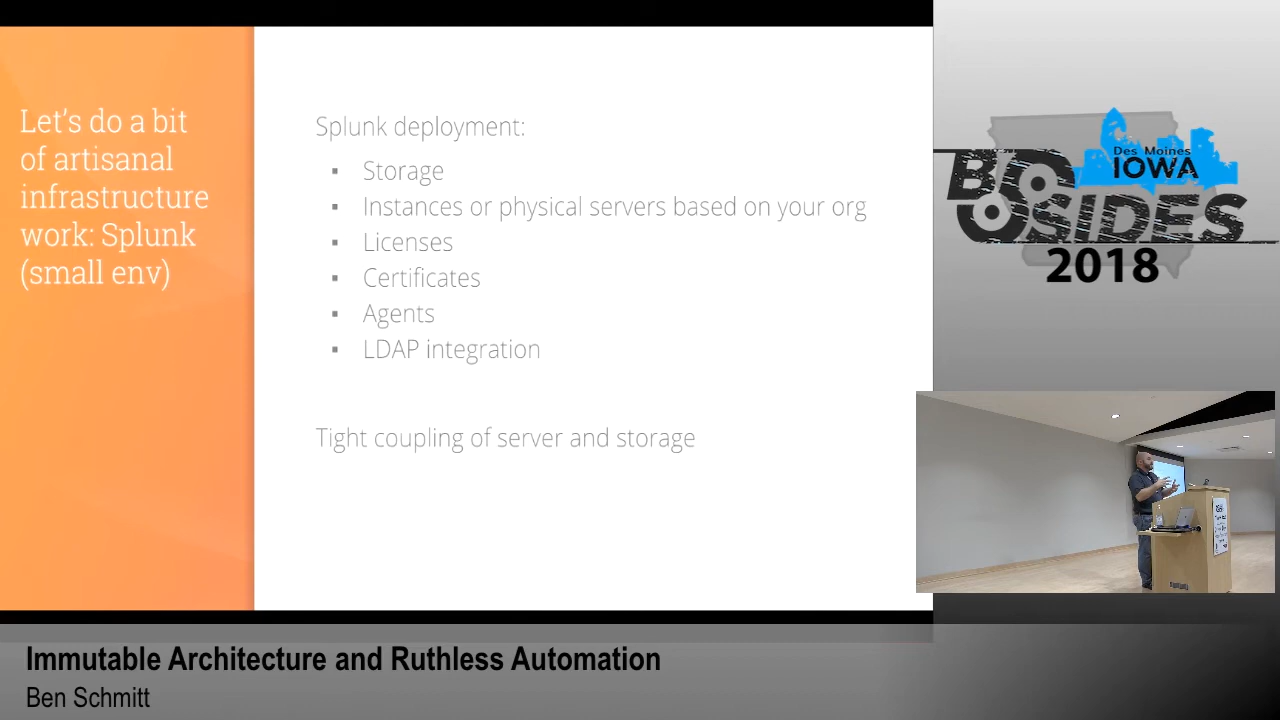 Let's do a bit
of artisanal
infrastructure
work: Splunk
(small env)
Splunk deployment:
▪ Storage
▪ Instances or physical servers based on your org
▪ Licenses
▪ Certificates
▪ Agents
▪ LDAP integration
Tight coupling of server and storage
Des Moines
IOWA
BSIDES
2018
Immutable Architecture and Ruthless Automation
Ben Schmitt